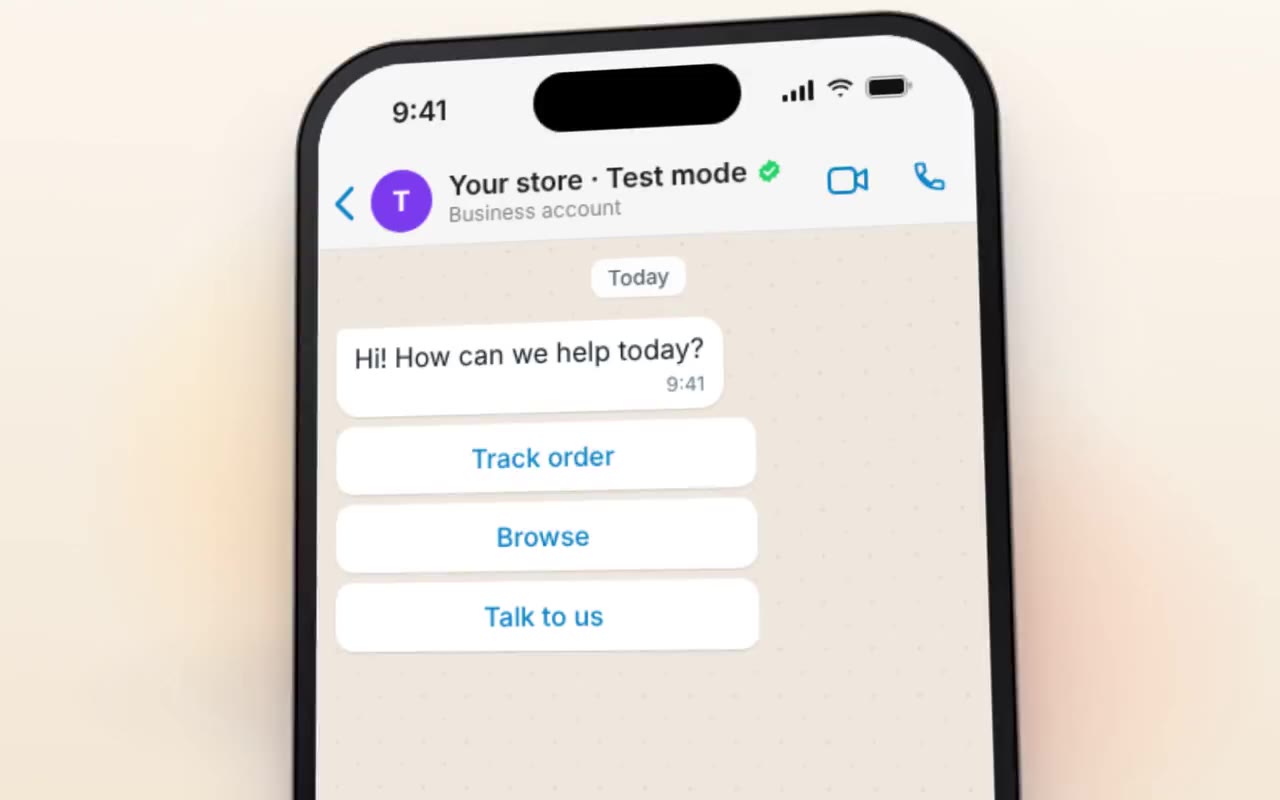 9:41
T
Your store · Test mode
Business account
Today
Hi! How can we help today?
9:41
Track order
Browse
Talk to us